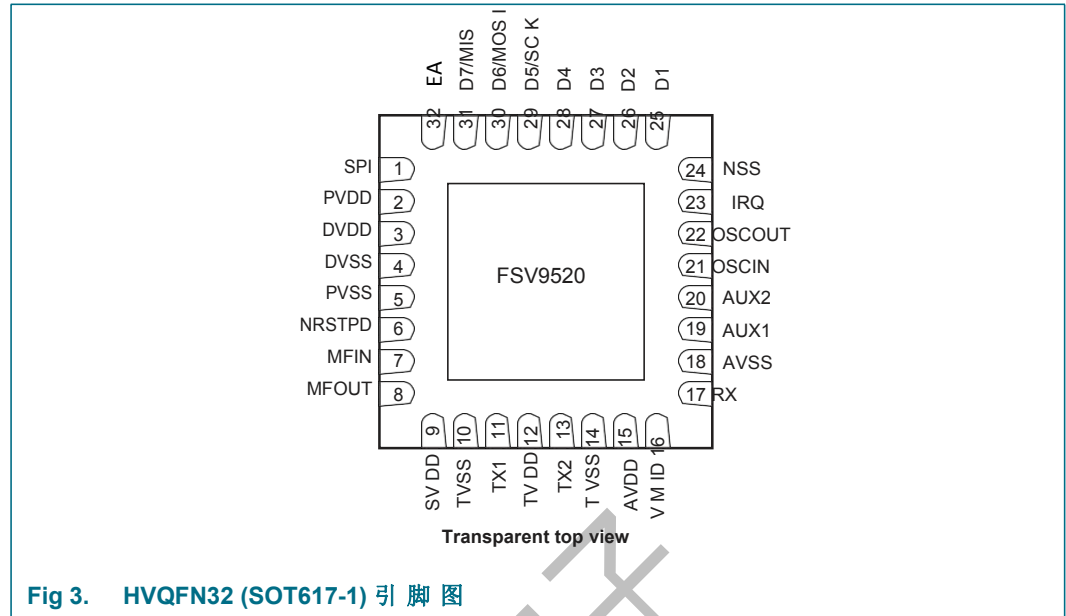 EA
D7/MIS
D6/MOS I
D5/SC K
D4
D3
D2
D1
32
31
30
29
28
27
26
25
SPI 1
PVDD 2
DVDD 3
DVSS 4
PVSS 5
NRSTPD 6
MFIN 7
MFOUT 8
FSV9520
24 NSS
23 IRQ
22 OSCOUT
21 OSCIN
20 AUX2
19 AUX1
18 AVSS
17 RX
9
10
11
12
13
14
15
16
SV DD
TVSS
TX1
TV DD
TX2
T VSS
AVDD
V M ID
Transparent top view
Fig 3. HVQFN32 (SOT617-1) 引 脚 图